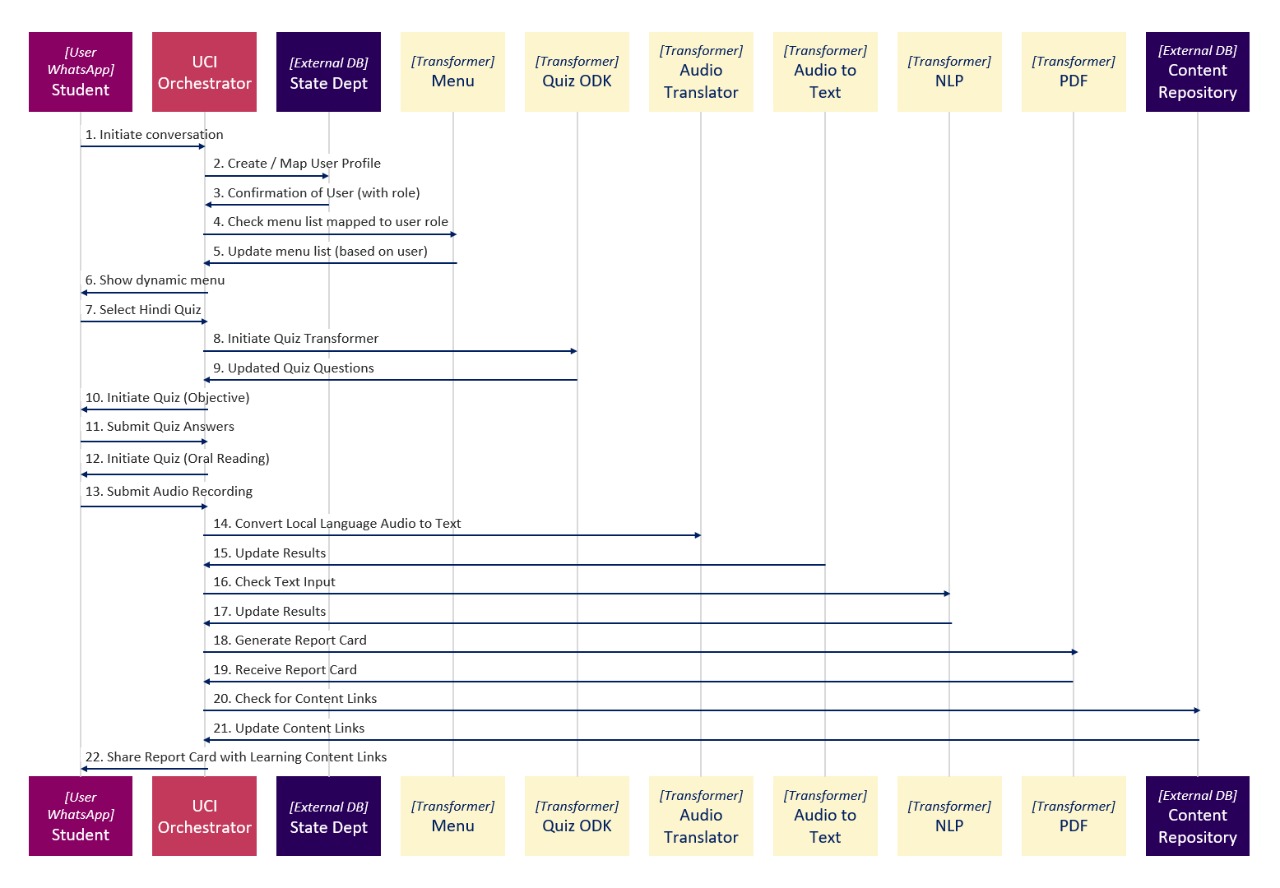 [User
WhatsApp]
Student
UCI
Orchestrator
[External DB]
State Dept
[Transformer]
Menu
[Transformer]
Quiz ODK
[Transformer]
Audio
Translator
[Transformer]
Audio to
Text
[Transformer]
NLP
[Transformer]
PDF
[External DB]
Content
Repository
1. Initiate conversation
2. Create / Map User Profile
3. Confirmation of User (with role)
4. Check menu list mapped to user role
5. Update menu list (based on user)
6. Show dynamic menu
7. Select Hindi Quiz
8. Initiate Quiz Transformer
9. Updated Quiz Questions
10. Initiate Quiz (Objective)
11. Submit Quiz Answers
12. Initiate Quiz (Oral Reading)
13. Submit Audio Recording
14. Convert Local Language Audio to Text
15. Update Results
16. Check Text Input
17. Update Results
18. Generate Report Card
19. Receive Report Card
20. Check for Content Links
21. Update Content Links
22. Share Report Card with Learning Content Links
[User
WhatsApp]
Student
UCI
Orchestrator
[External DB]
State Dept
[Transformer]
Menu
[Transformer]
Quiz ODK
[Transformer]
Audio
Translator
[Transformer]
Audio to
Text
[Transformer]
NLP
[Transformer]
PDF
[External DB]
Content
Repository